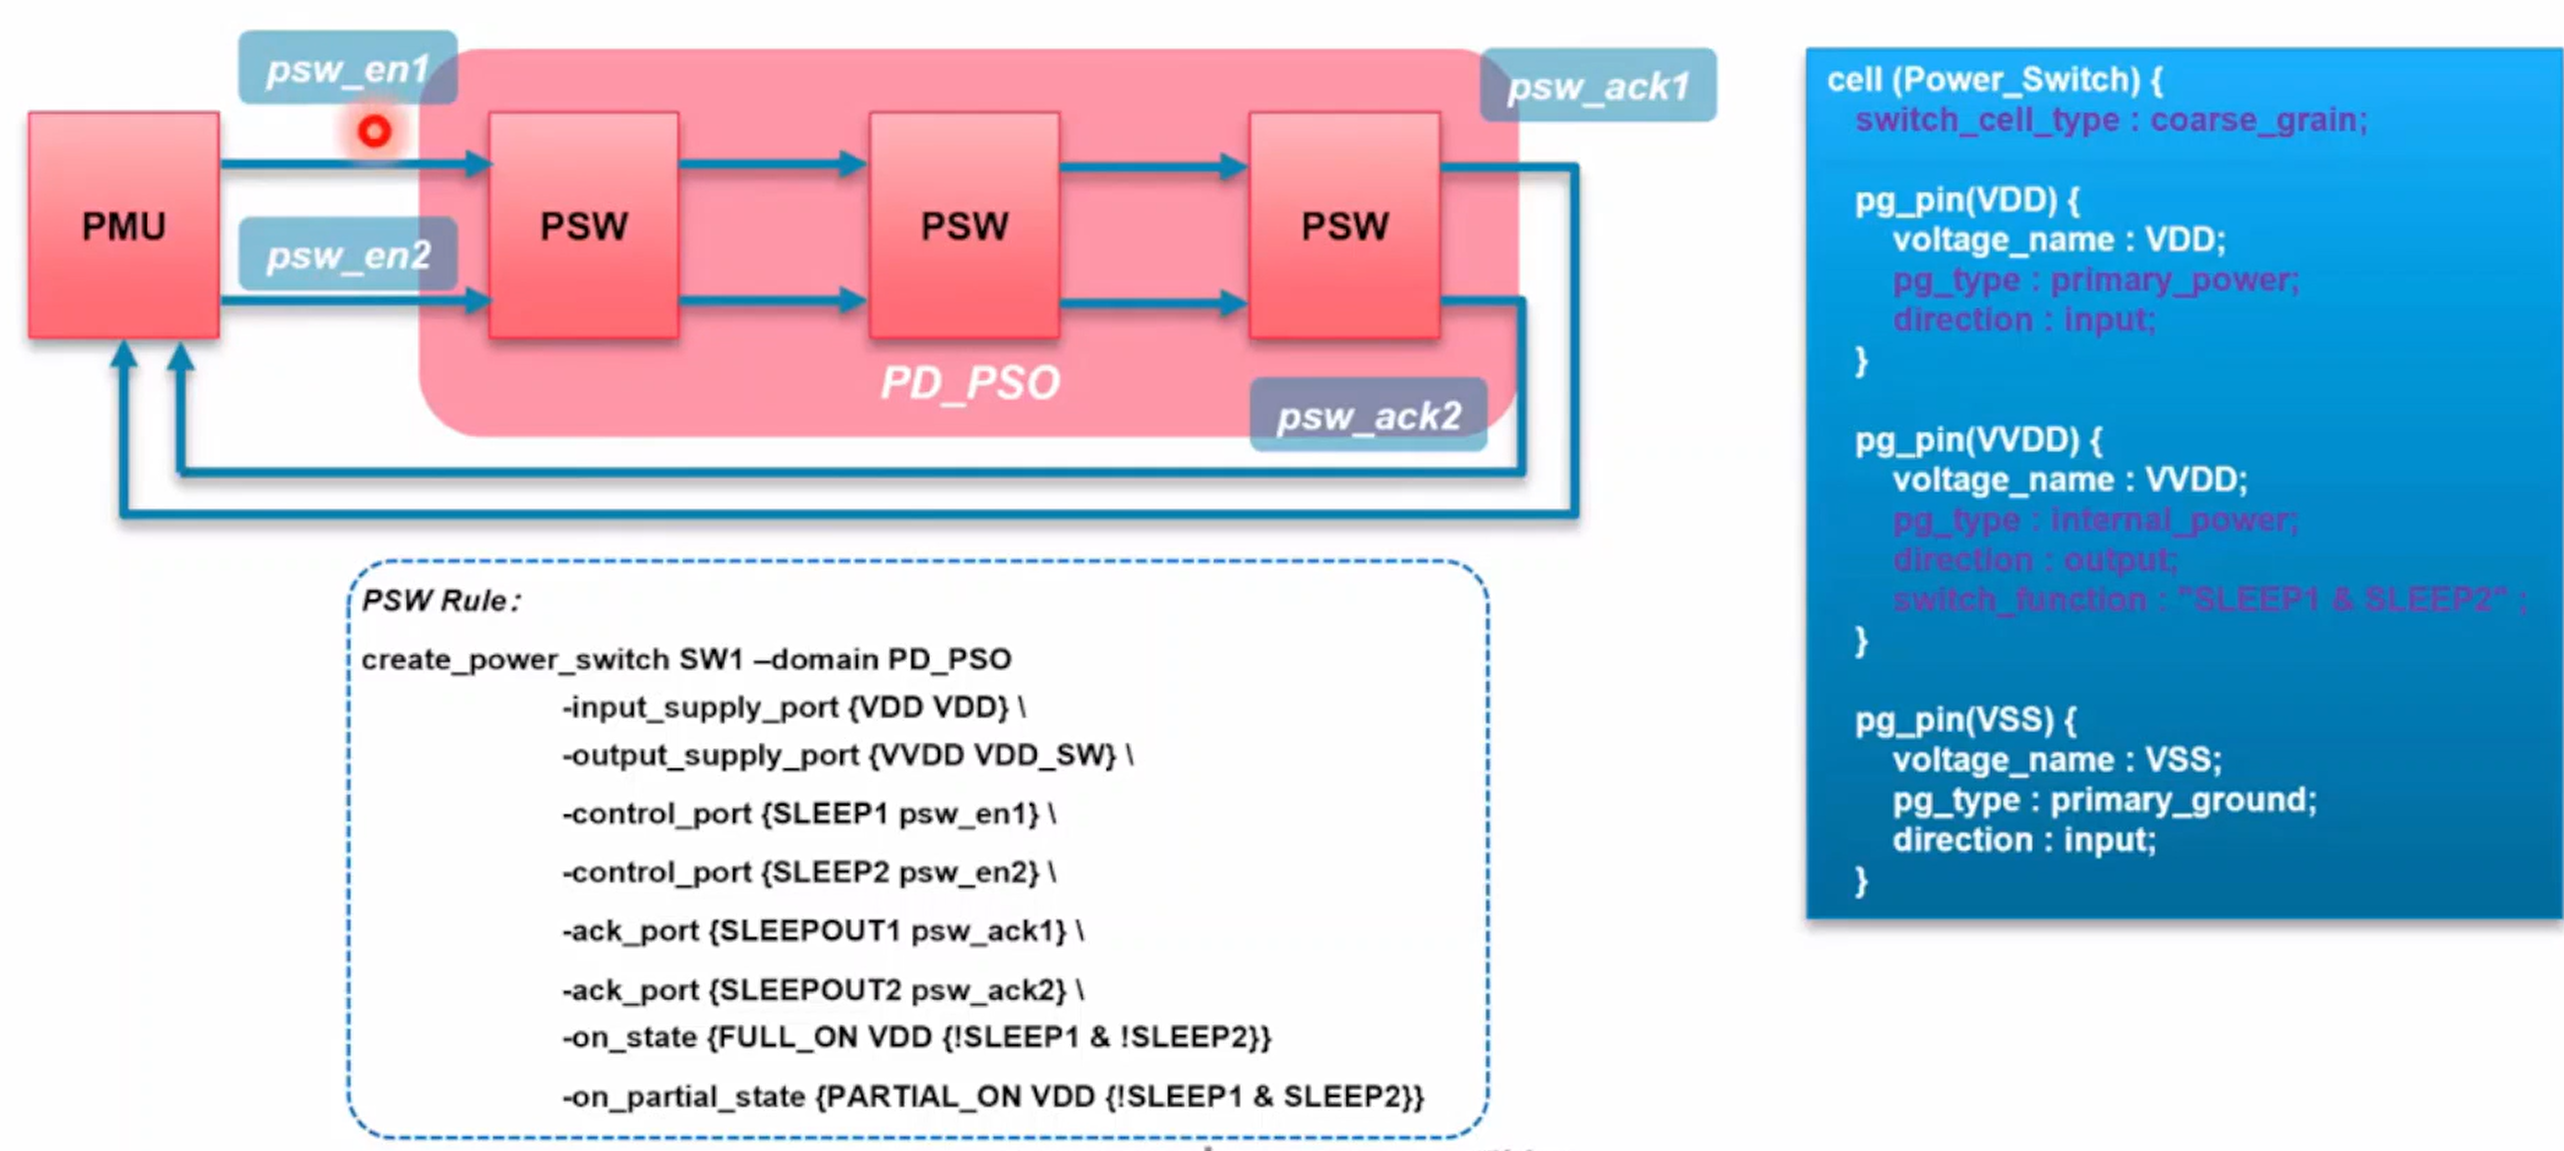 psw_en1
psw_ack1
PMU
PSW
PSW
PSW
psw_en2
PD_PSO
psw_ack2
PSW Rule:
create_power_switch SW1 –domain PD_PSO
-input_supply_port {VDD VDD} \
-output_supply_port {VVDD VDD_SW} \
-control_port {SLEEP1 psw_en1} \
-control_port {SLEEP2 psw_en2} \
-ack_port {SLEEPOUT1 psw_ack1} \
-ack_port {SLEEPOUT2 psw_ack2} \
-on_state {FULL_ON VDD {!SLEEP1 & !SLEEP2}}
-on_partial_state {PARTIAL_ON VDD {!SLEEP1 & SLEEP2}}
cell (Power_Switch) {
switch_cell_type : coarse_grain;
pg_pin(VDD) {
voltage_name : VDD;
pg_type : primary_power;
direction : input;
}
pg_pin(VVDD) {
voltage_name : VVDD;
pg_type : internal_power;
direction : output;
switch_function : "SLEEP1 & SLEEP2" ;
}
pg_pin(VSS) {
voltage_name : VSS;
pg_type : primary_ground;
direction : input;
}